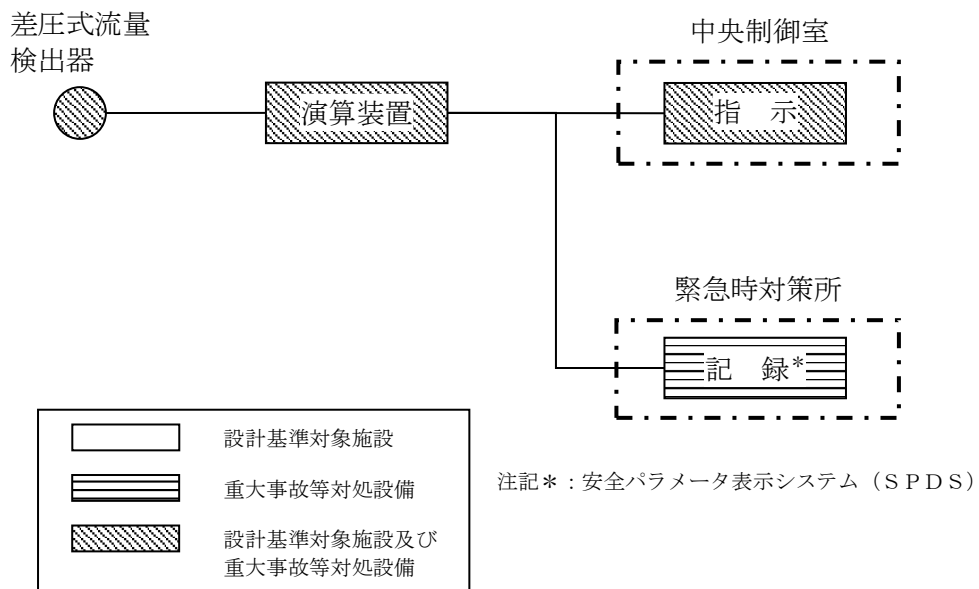 差圧式流量
検出器
中央制御室
演算装置
指　示
緊急時対策所
記　録*
設計基準対象施設
重大事故等対処設備
設計基準対象施設及び
重大事故等対処設備
注記＊：安全パラメータ表示システム（ＳＰＤＳ）